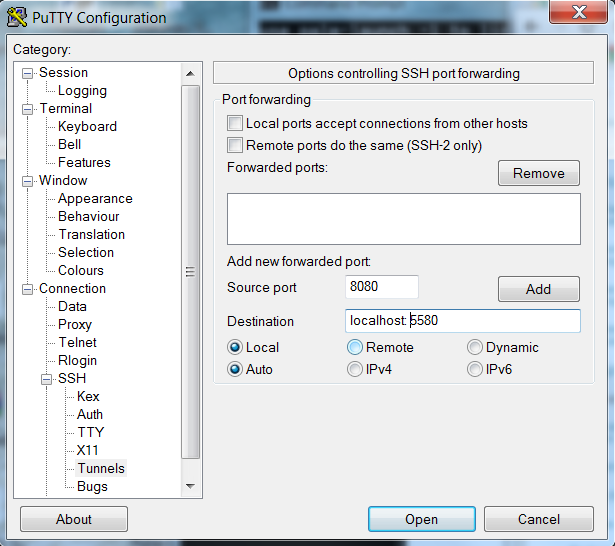 PuTTY Configuration
Category:
Session
Logging
Terminal
Keyboard
Bell
Features
Window
Appearance
Behaviour
Translation
Selection
Colours
Connection
Data
Proxy
Telnet
Rlogin
SSH
Kex
Auth
TTY
X11
Tunnels
Bugs
Options controlling SSH port forwarding
Port forwarding
Local ports accept connections from other hosts
Remote ports do the same (SSH-2 only)
Forwarded ports:
Remove
Add new forwarded port:
Source port 8080 Add
Destination localhost:5580
Local Remote Dynamic
Auto IPv4 IPv6
About Open Cancel